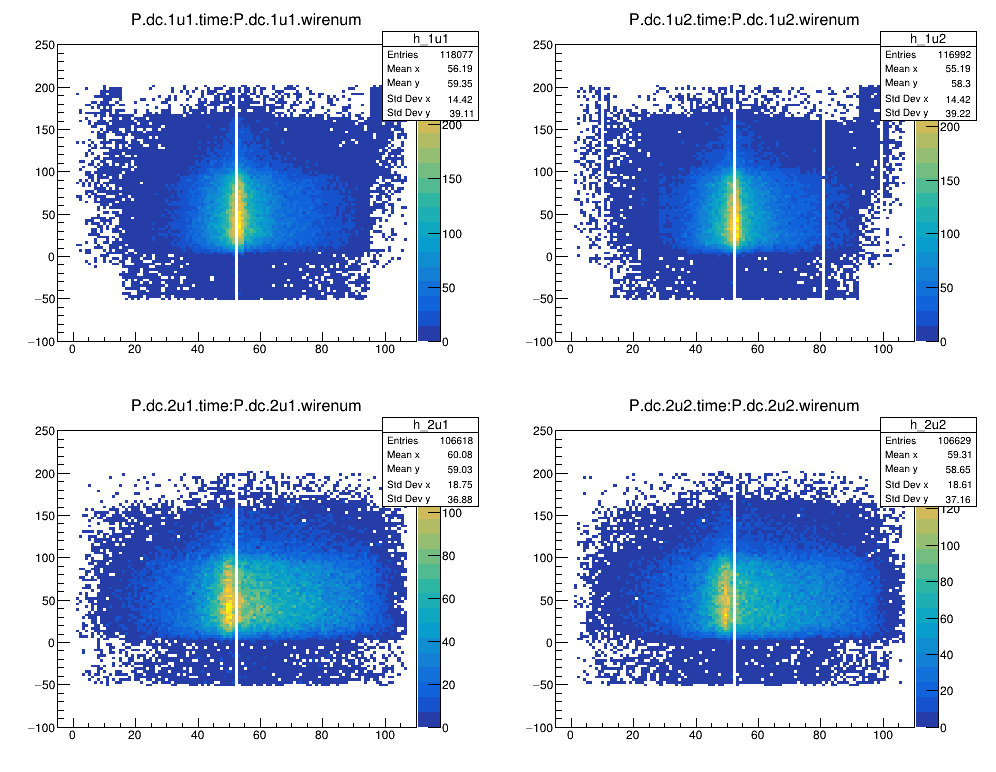 P.dc.1u1.time:P.dc.1u1.wirenum
h_1u1
Entries 118077
Mean x 56.19
Mean y 59.35
Std Dev x 14.42
Std Dev y 39.11
250
200
150
100
50
0
−50
−100
0 20 40 60 80 100
200
150
100
50
0
P.dc.1u2.time:P.dc.1u2.wirenum
h_1u2
Entries 116992
Mean x 55.19
Mean y 58.3
Std Dev x 14.42
Std Dev y 39.22
250
200
150
100
50
0
−50
−100
0 20 40 60 80 100
200
150
100
50
0
P.dc.2u1.time:P.dc.2u1.wirenum
h_2u1
Entries 106618
Mean x 60.08
Mean y 59.03
Std Dev x 18.75
Std Dev y 36.88
250
200
150
100
50
0
−50
−100
0 20 40 60 80 100
100
80
60
40
20
0
P.dc.2u2.time:P.dc.2u2.wirenum
h_2u2
Entries 106629
Mean x 59.31
Mean y 58.65
Std Dev x 18.61
Std Dev y 37.16
250
200
150
100
50
0
−50
−100
0 20 40 60 80 100
120
100
80
60
40
20
0